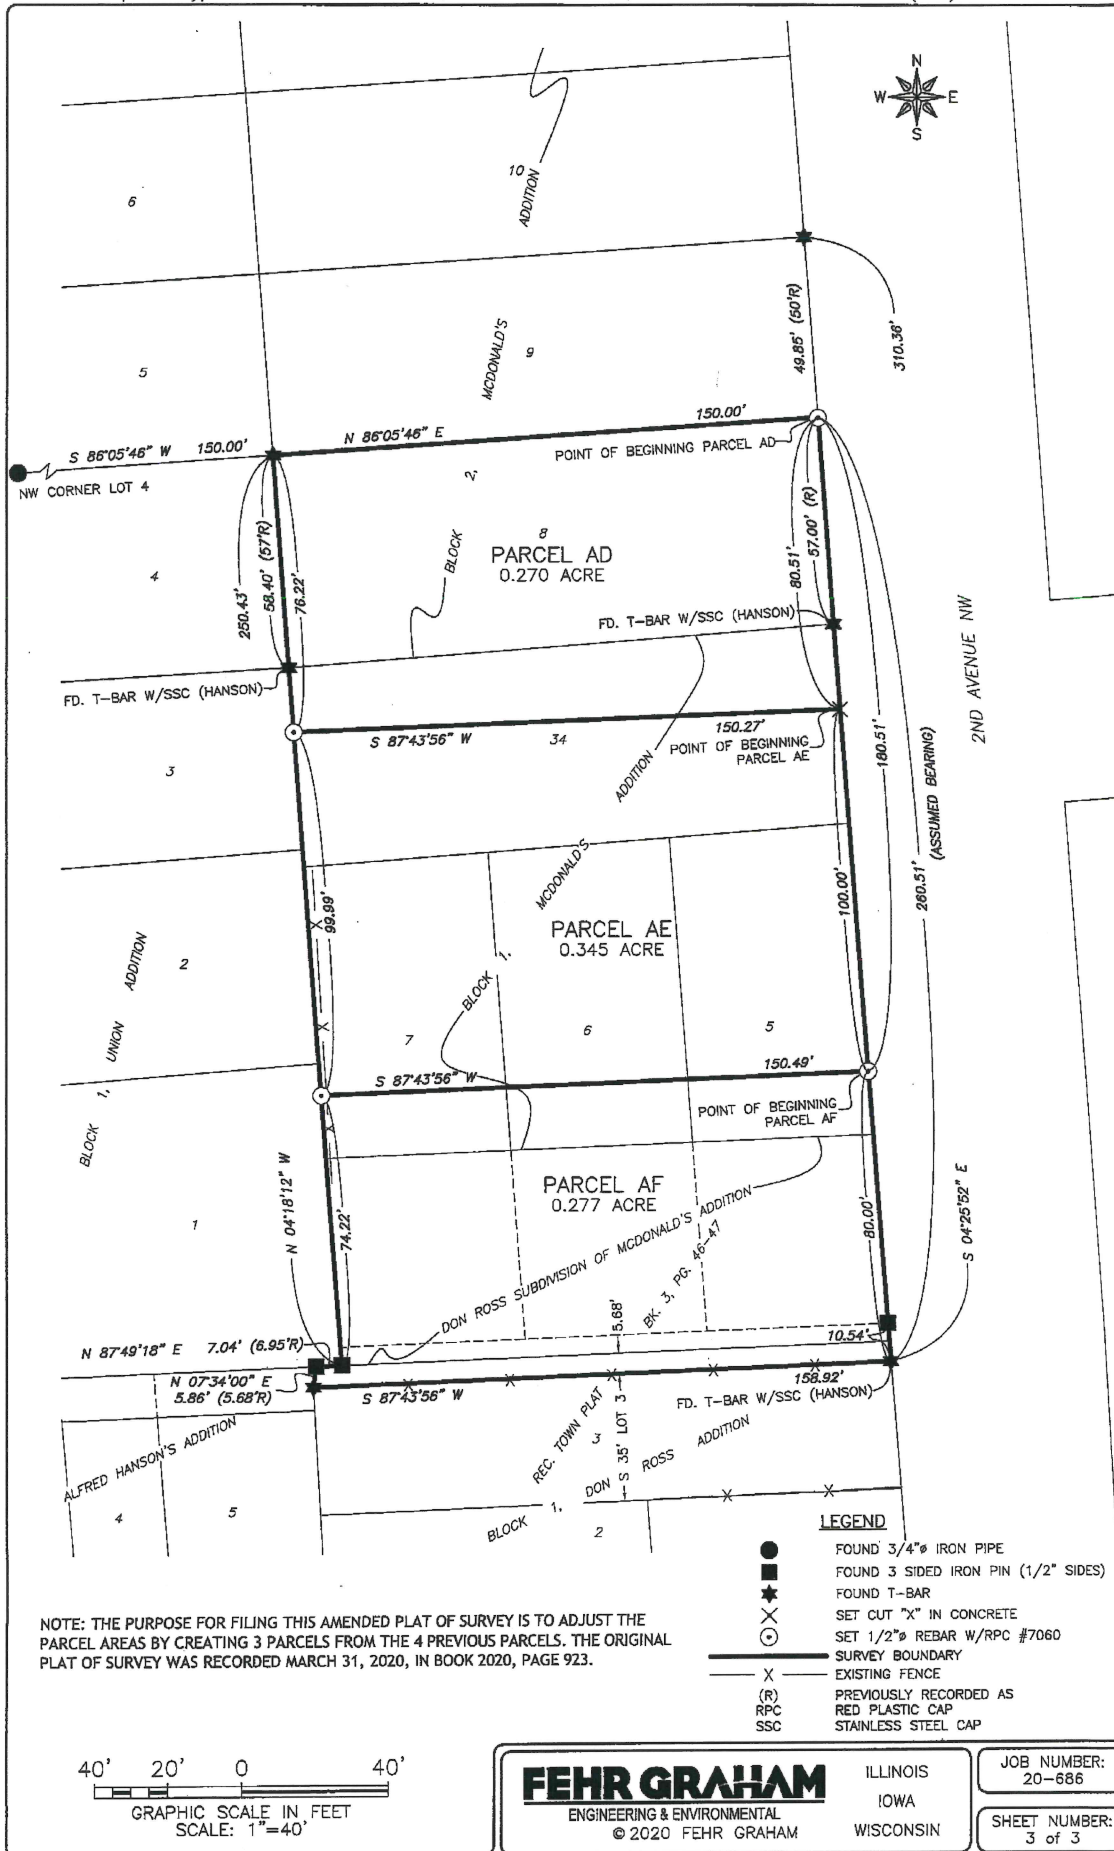 N
W E
S
6
10
ADDITION
5
MCDONALD'S
9
49.85' (50'R)
310.36'
S 86°05'46" W 150.00'
N 86°05'46" E
150.00'
POINT OF BEGINNING PARCEL AD
NW CORNER LOT 4
2,
8
BLOCK
PARCEL AD
0.270 ACRE
4
250.43'
58.40' (57'R)
76.22'
80.51'
57.00' (R)
FD. T-BAR W/SSC (HANSON)
2ND AVENUE NW
FD. T-BAR W/SSC (HANSON)
S 87°43'56" W
34
150.27'
POINT OF BEGINNING
PARCEL AE
180.51'
3
ADDITION
260.51'
(ASSUMED BEARING)
MCDONALD'S
99.99'
100.00'
PARCEL AE
0.345 ACRE
2
UNION ADDITION
BLOCK 1,
BLOCK 1,
7
6
5
S 87°43'56" W
150.49'
POINT OF BEGINNING
PARCEL AF
PARCEL AF
0.277 ACRE
1
N 04°18'12" W
74.22'
80.00'
S 04°25'52" E
DON ROSS SUBDIVISION OF MCDONALD'S ADDITION
BK. 3, PG. 46-47
5.68'
10.54'
N 87°49'18" E 7.04' (6.95'R)
N 07°34'00" E
5.86' (5.68'R)
S 87°43'56" W
158.92'
FD. T-BAR W/SSC (HANSON)
REC. TOWN PLAT
3
S 35' LOT 3
ALFRED HANSON'S ADDITION
4
5
BLOCK 1, DON ROSS ADDITION
2
LEGEND
FOUND 3/4"ø IRON PIPE
FOUND 3 SIDED IRON PIN (1/2" SIDES)
FOUND T-BAR
SET CUT "X" IN CONCRETE
SET 1/2"ø REBAR W/RPC #7060
SURVEY BOUNDARY
X EXISTING FENCE
(R) PREVIOUSLY RECORDED AS
RPC RED PLASTIC CAP
SSC STAINLESS STEEL CAP
NOTE: THE PURPOSE FOR FILING THIS AMENDED PLAT OF SURVEY IS TO ADJUST THE
PARCEL AREAS BY CREATING 3 PARCELS FROM THE 4 PREVIOUS PARCELS. THE ORIGINAL
PLAT OF SURVEY WAS RECORDED MARCH 31, 2020, IN BOOK 2020, PAGE 923.
40' 20' 0 40'
GRAPHIC SCALE IN FEET
SCALE: 1"=40'
FEHR GRAHAM
ENGINEERING & ENVIRONMENTAL
© 2020 FEHR GRAHAM
ILLINOIS
IOWA
WISCONSIN
JOB NUMBER:
20-686
SHEET NUMBER:
3 of 3